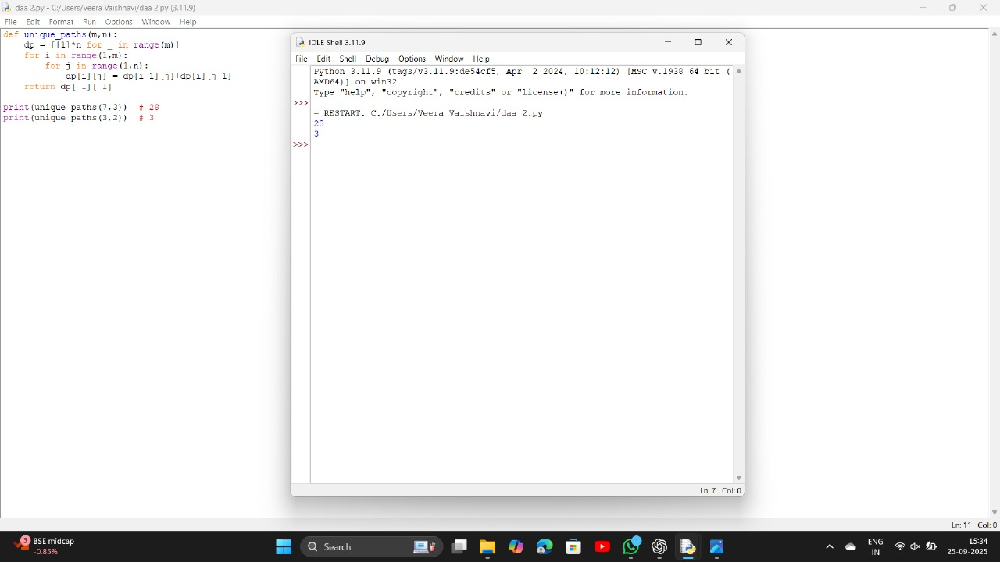 daa 2.py - C:/Users/Veera Vaishnavi/daa 2.py (3.11.9)
File Edit Format Run Options Window Help
def unique_paths(m,n):
    dp = [[1]*n for _ in range(m)]
    for i in range(1,m):
        for j in range(1,n):
            dp[i][j] = dp[i-1][j]+dp[i][j-1]
    return dp[-1][-1]
print(unique_paths(7,3))  # 28
print(unique_paths(3,2))  # 3
IDLE Shell 3.11.9
File Edit Shell Debug Options Window Help
Python 3.11.9 (tags/v3.11.9:de54cf5, Apr  2 2024, 10:12:12) [MSC v.1938 64 bit (
AMD64)] on win32
Type "help", "copyright", "credits" or "license()" for more information.
>>>
= RESTART: C:/Users/Veera Vaishnavi/daa 2.py
28
3
>>>
Ln: 7 Col: 0
Ln: 11 Col: 0
3
BSE midcap
-0.85%
Search
1
ENG
IN
15:34
25-09-2025